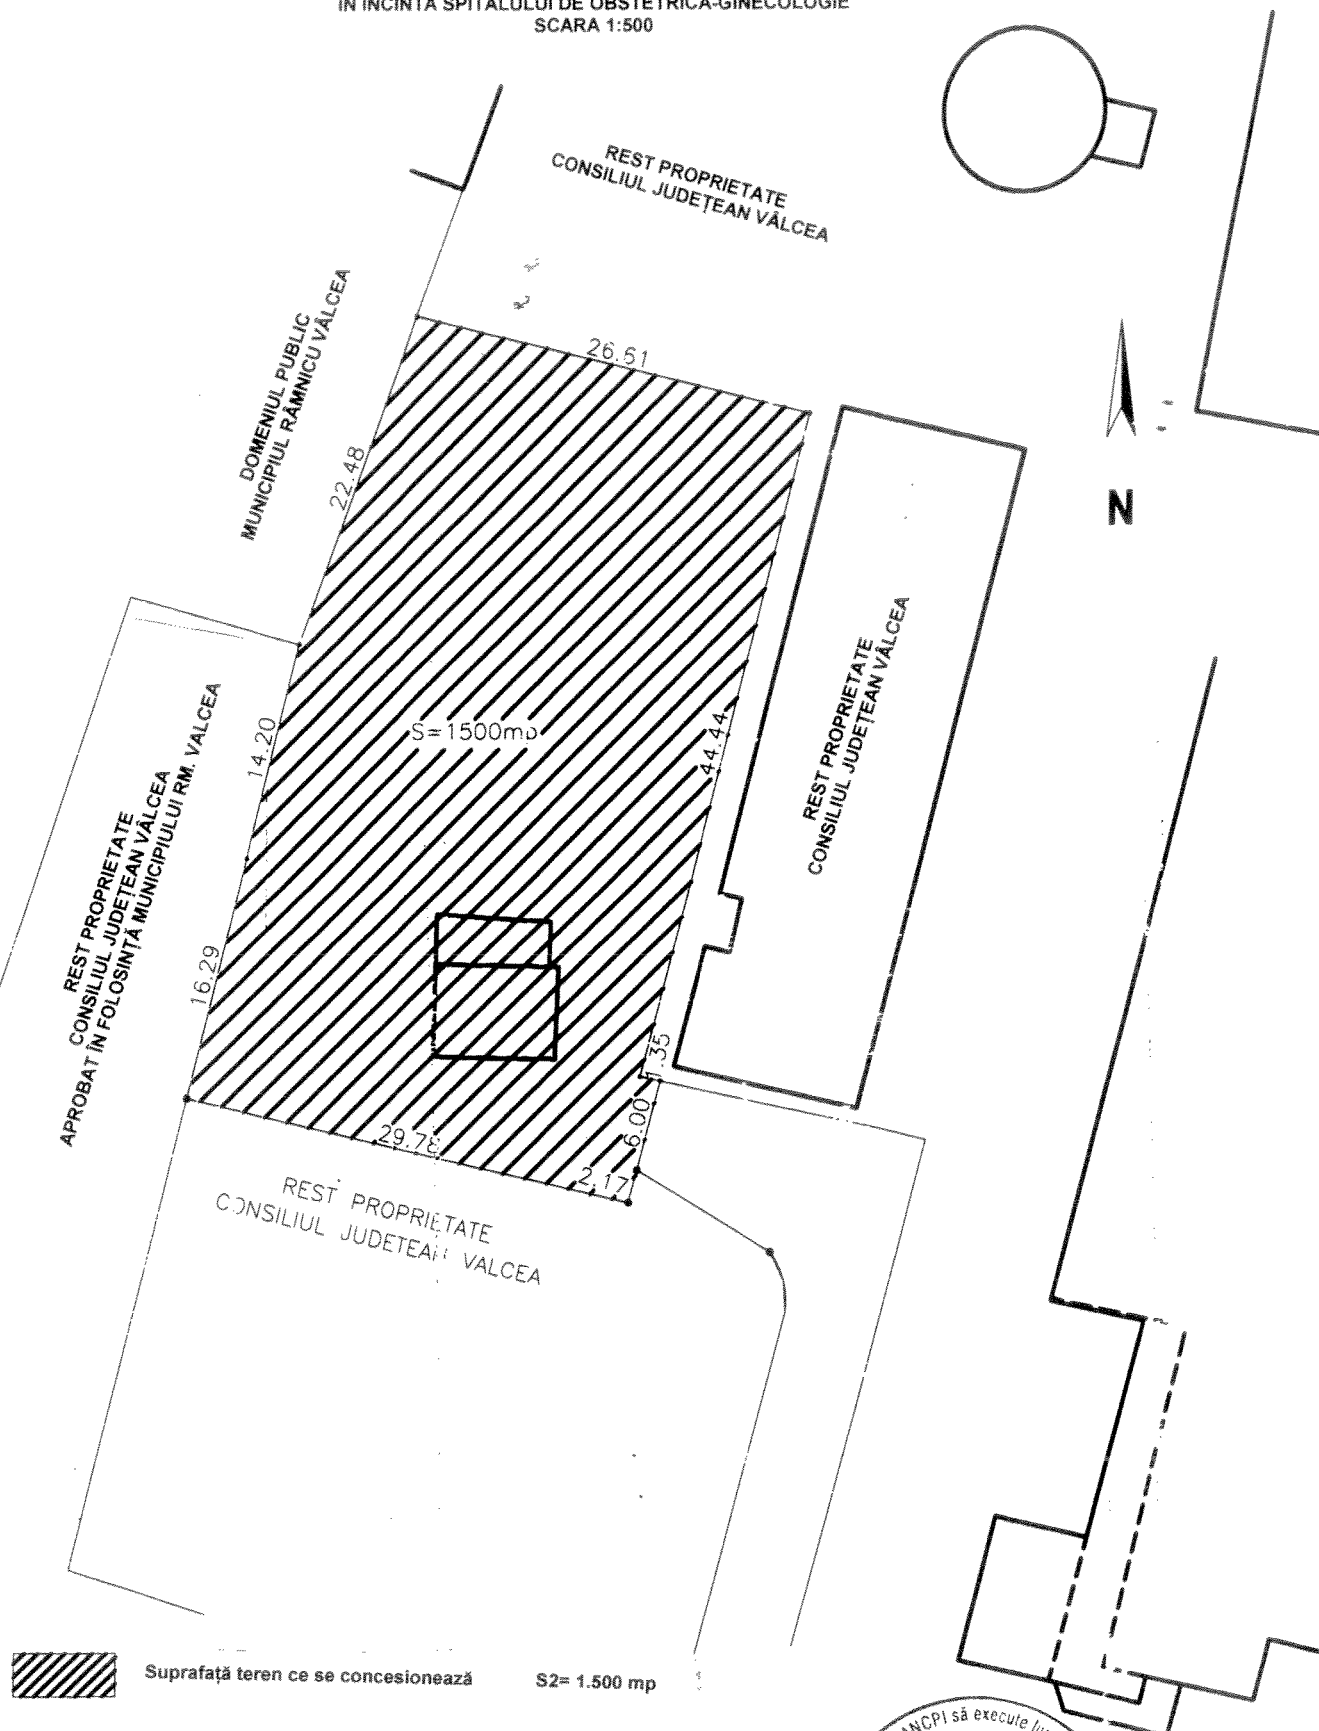 IN INCINTA SPITALULUI DE OBSTETRICA-GINECOLOGIE
SCARA 1:500
REST PROPRIETATE
CONSILIUL JUDEȚEAN VÂLCEA
DOMENIUL PUBLIC
MUNICIPIUL RÂMNICU VÂLCEA
26.51
22.48
N
S=1500mp
44.44
14.20
REST PROPRIETATE
CONSILIUL JUDEȚEAN VÂLCEA
REST PROPRIETATE
CONSILIUL JUDEȚEAN VÂLCEA
APROBAT ÎN FOLOSINȚĂ MUNICIPIULUI RM. VALCEA
16.29
1.35
6.00
29.78
2.17
REST PROPRIETATE
CONSILIUL JUDETEAN VALCEA
Suprafață teren ce se concesionează S2= 1.500 mp
ANCPI să execute